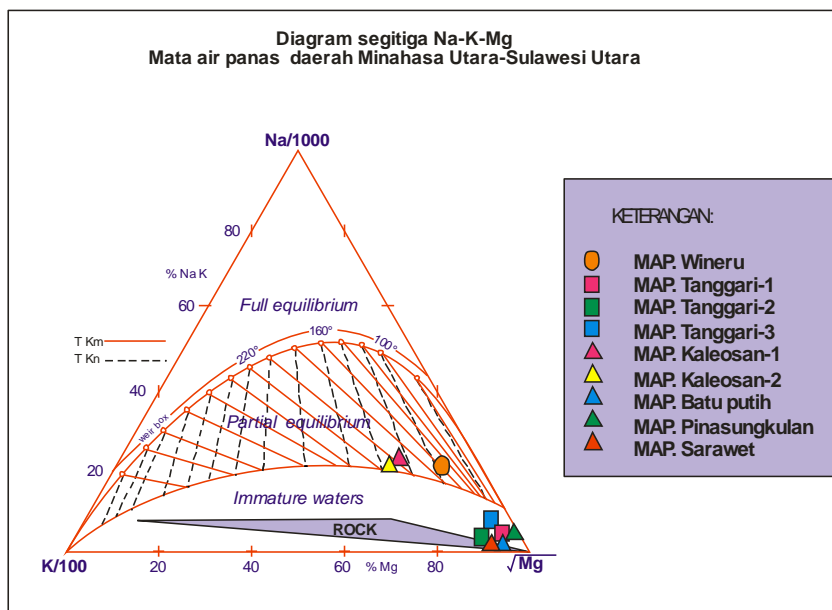 Diagram segitiga Na-K-Mg
Mata air panas daerah Minahasa Utara-Sulawesi Utara
Na/1000
80
% Na K
60
Full equilibrium
T Km
T Kn
220°
160°
100°
40
weir box
Partial equilibrium
20
Immature waters
ROCK
K/100
20
40
60
% Mg
80
√Mg
KETERANGAN:
MAP. Wineru
MAP. Tanggari-1
MAP. Tanggari-2
MAP. Tanggari-3
MAP. Kaleosan-1
MAP. Kaleosan-2
MAP. Batu putih
MAP. Pinasungkulan
MAP. Sarawet